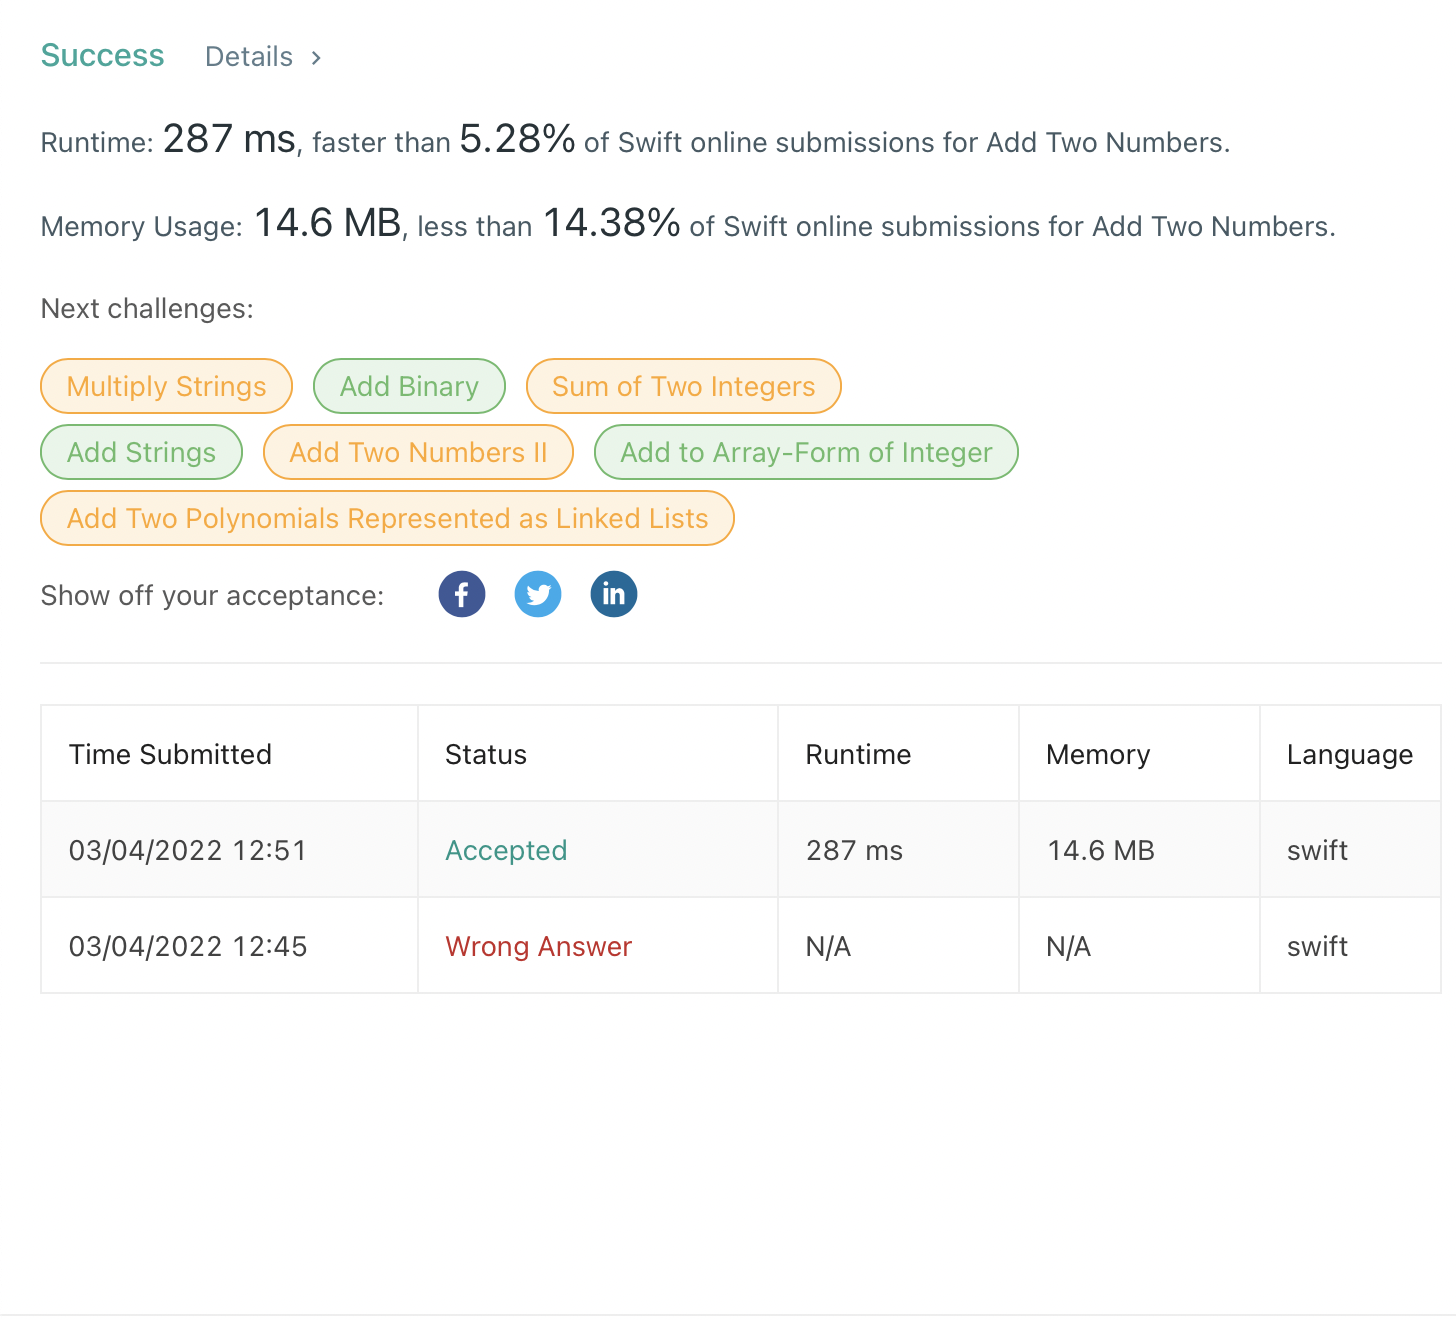 Success Details >
Runtime: 287 ms, faster than 5.28% of Swift online submissions for Add Two Numbers.
Memory Usage: 14.6 MB, less than 14.38% of Swift online submissions for Add Two Numbers.
Next challenges:
Multiply Strings Add Binary Sum of Two Integers
Add Strings Add Two Numbers II Add to Array-Form of Integer
Add Two Polynomials Represented as Linked Lists
Show off your acceptance: f in
Time Submitted Status Runtime Memory Language
03/04/2022 12:51 Accepted 287 ms 14.6 MB swift
03/04/2022 12:45 Wrong Answer N/A N/A swift